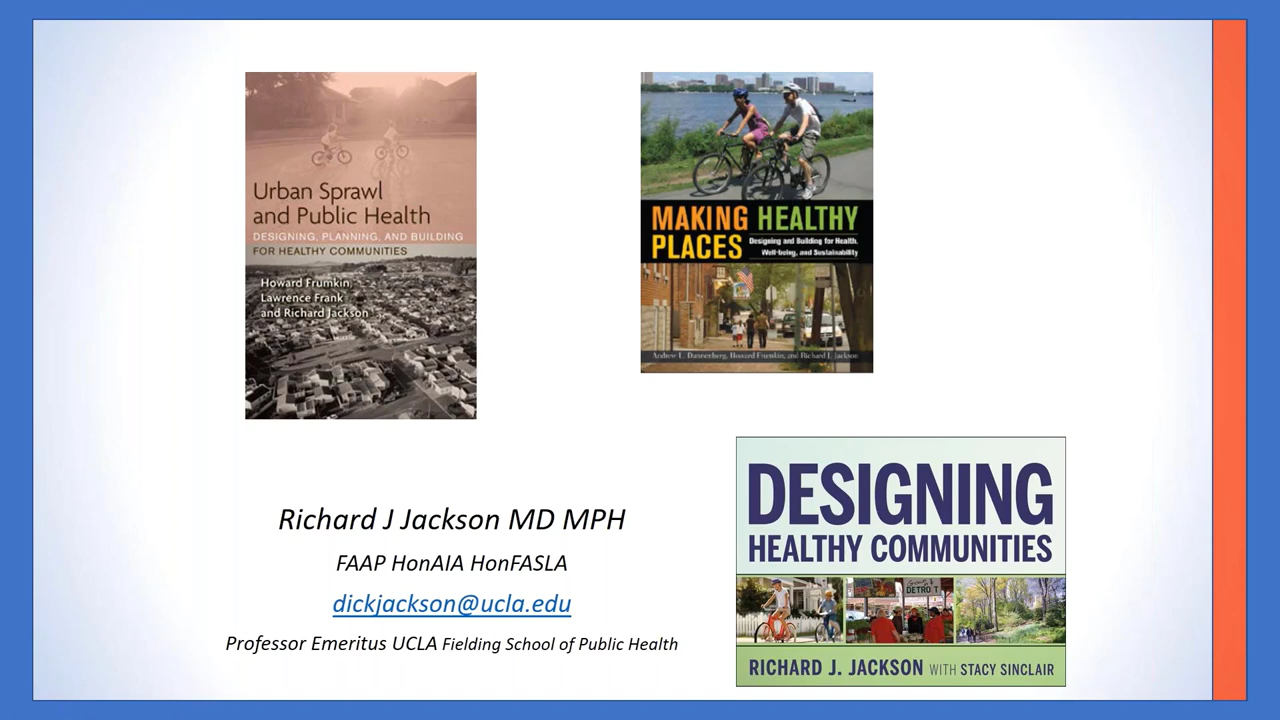 Urban Sprawl
and Public Health
DESIGNING, PLANNING, AND BUILDING
FOR HEALTHY COMMUNITIES
Howard Frumkin,
Lawrence Frank
and Richard Jackson
MAKING HEALTHY
PLACES
Designing and Building for Health,
Well-being, and Sustainability
Andrew L. Dannenberg, Howard Frumkin, and Richard J. Jackson
Richard J Jackson MD MPH
FAAP HonAIA HonFASLA
dickjackson@ucla.edu
Professor Emeritus UCLA Fielding School of Public Health
DESIGNING
HEALTHY COMMUNITIES
DETROIT
RICHARD J. JACKSON WITH STACY SINCLAIR